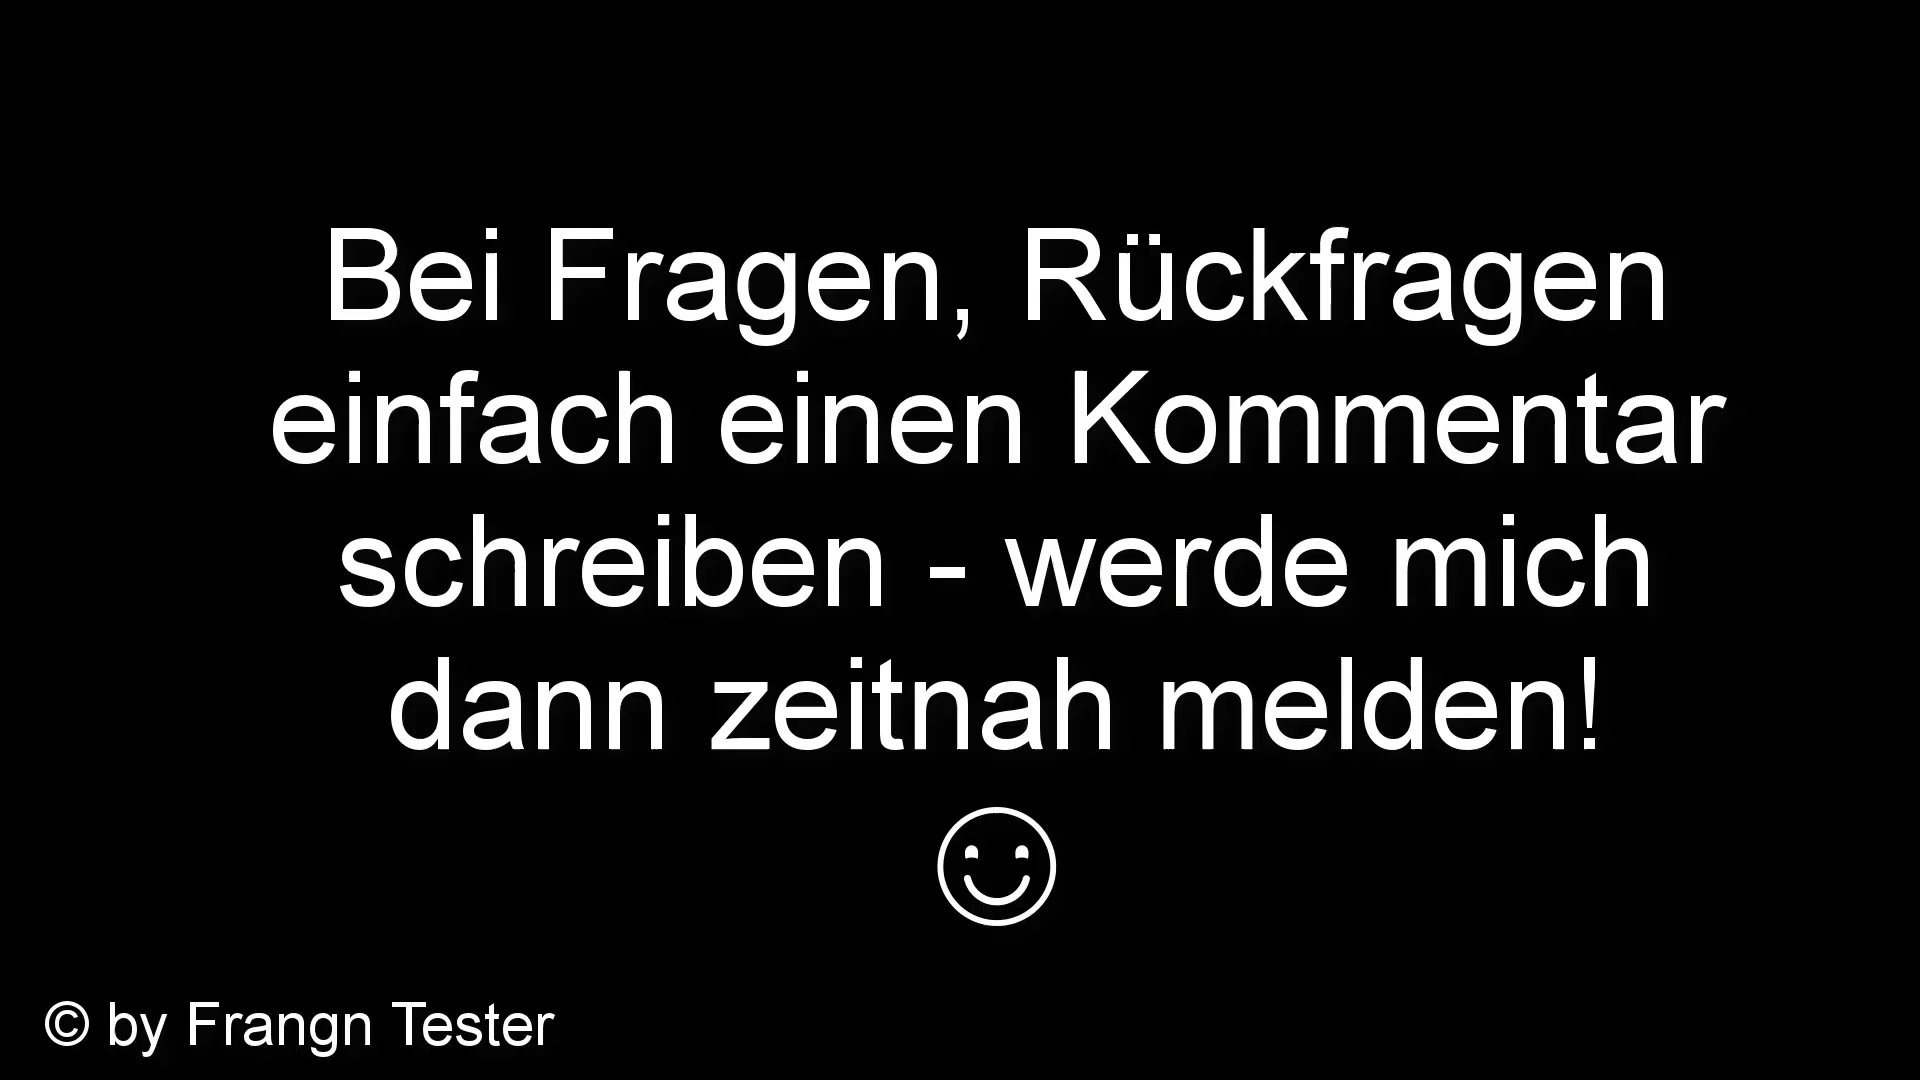 Bei Fragen, Rückfragen
einfach einen Kommentar
schreiben - werde mich
dann zeitnah melden!
☺
© by Frangn Tester